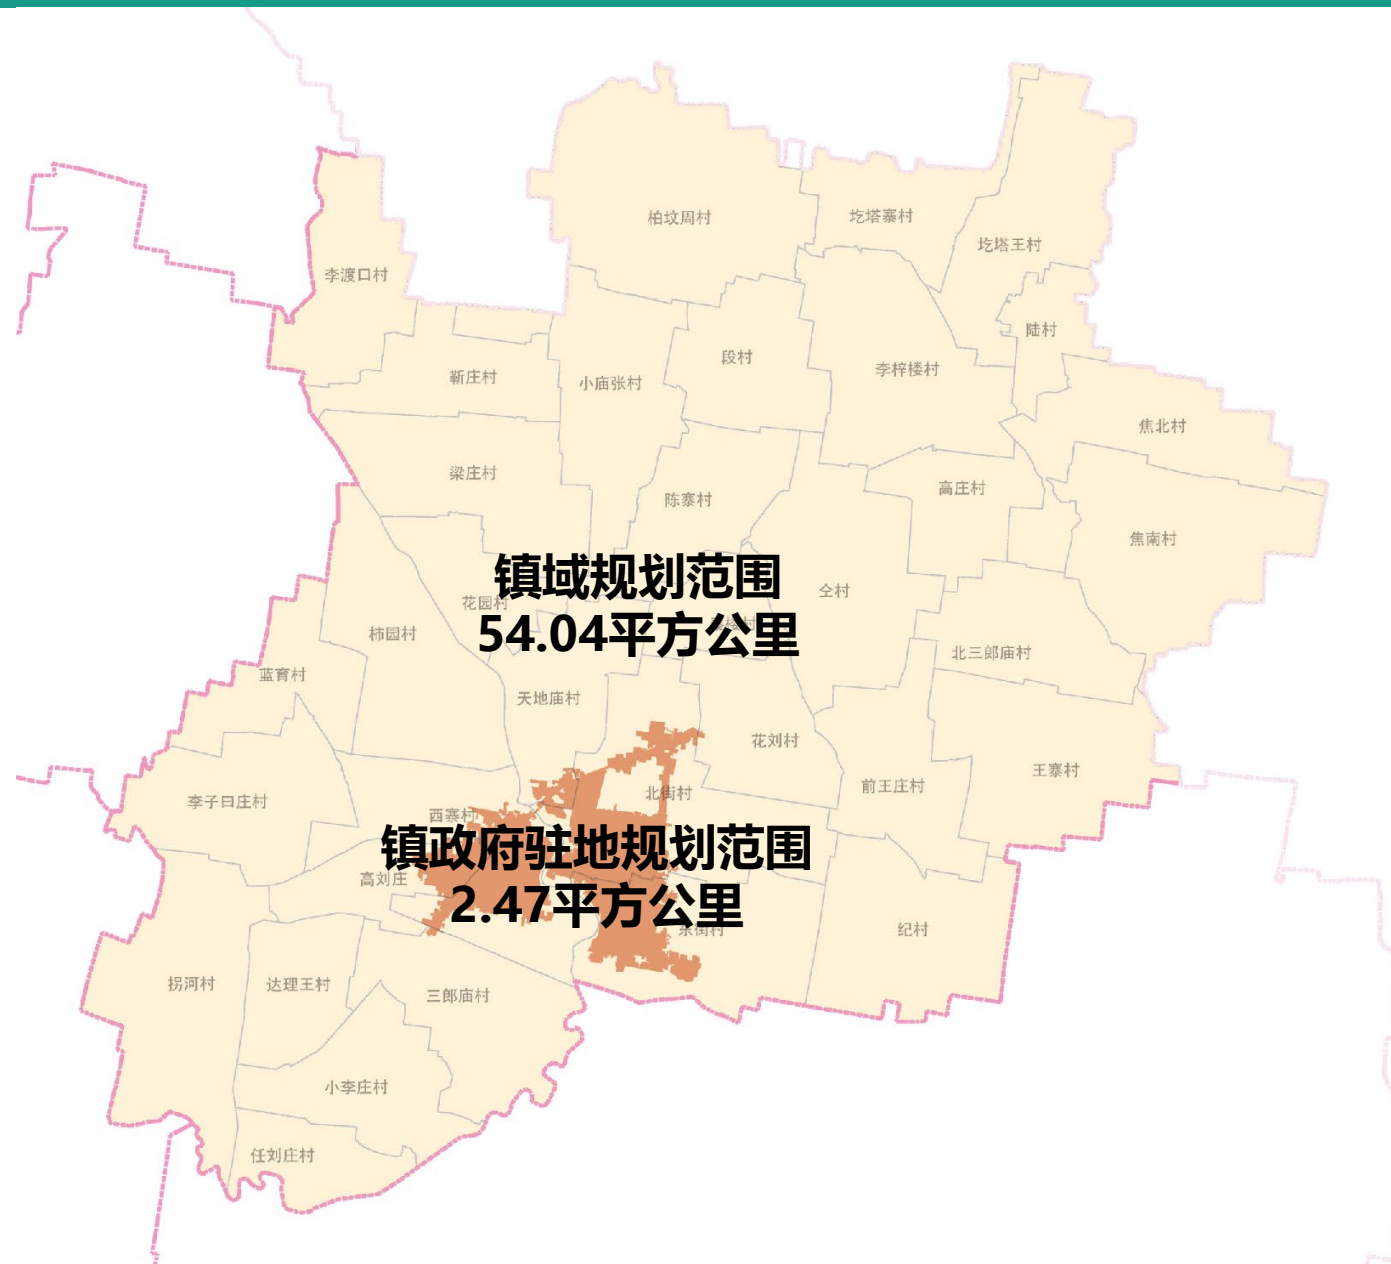 柏坟周村
圪塔寨村
圪塔王村
李渡口村
陆村
段村
李梓楼村
靳庄村
小庙张村
焦北村
梁庄村
陈寨村
高庄村
焦南村
镇域规划范围
54.04平方公里
花园村
仝村
柿园村
北三郎庙村
蓝育村
天地庙村
花刘村
王寨村
前王庄村
北街村
李子曰庄村
西寨村
镇政府驻地规划范围
2.47平方公里
高刘庄
东街村
纪村
拐河村
达理王村
三郎庙村
小李庄村
任刘庄村